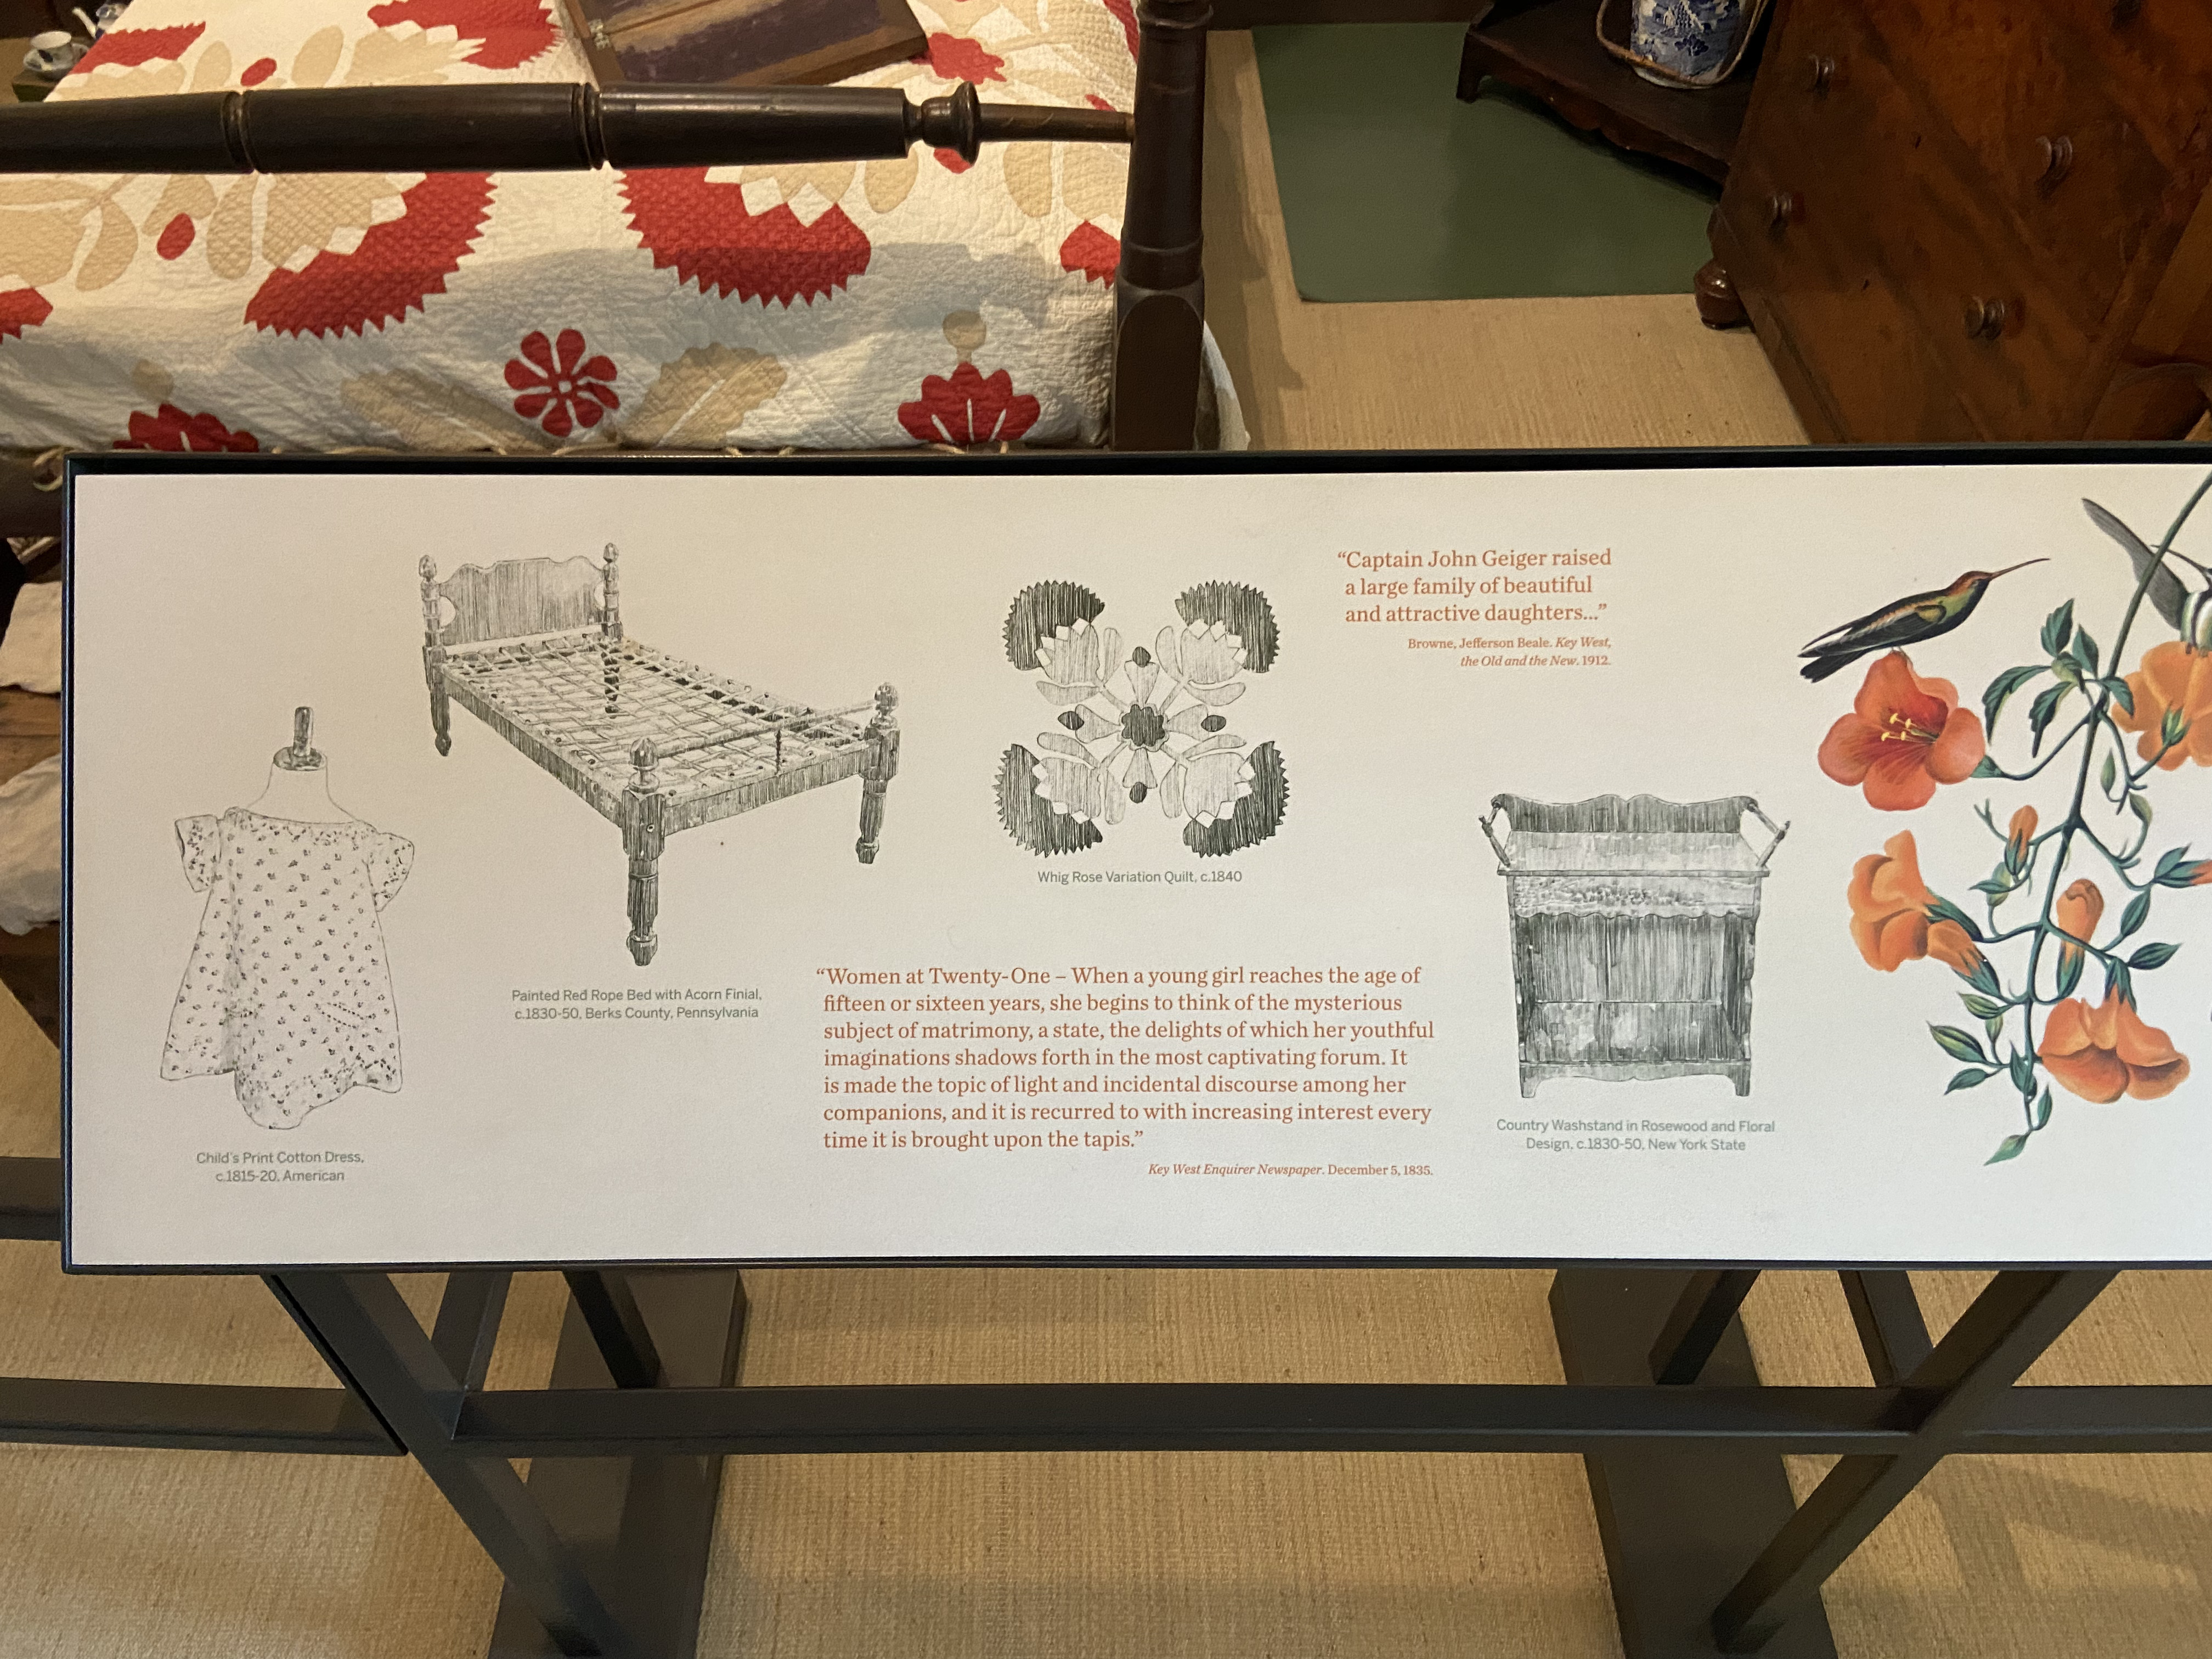 “Captain John Geiger raised
a large family of beautiful
and attractive daughters...”
Browne, Jefferson Beale. Key West,
the Old and the New. 1912.
Whig Rose Variation Quilt, c.1840
Painted Red Rope Bed with Acorn Finial,
c.1830-50, Berks County, Pennsylvania
“Women at Twenty-One – When a young girl reaches the age of
fifteen or sixteen years, she begins to think of the mysterious
subject of matrimony, a state, the delights of which her youthful
imaginations shadows forth in the most captivating forum. It
is made the topic of light and incidental discourse among her
companions, and it is recurred to with increasing interest every
time it is brought upon the tapis.”
Key West Enquirer Newspaper. December 5, 1835.
Child's Print Cotton Dress,
c.1815-20, American
Country Washstand in Rosewood and Floral
Design, c.1830-50, New York State